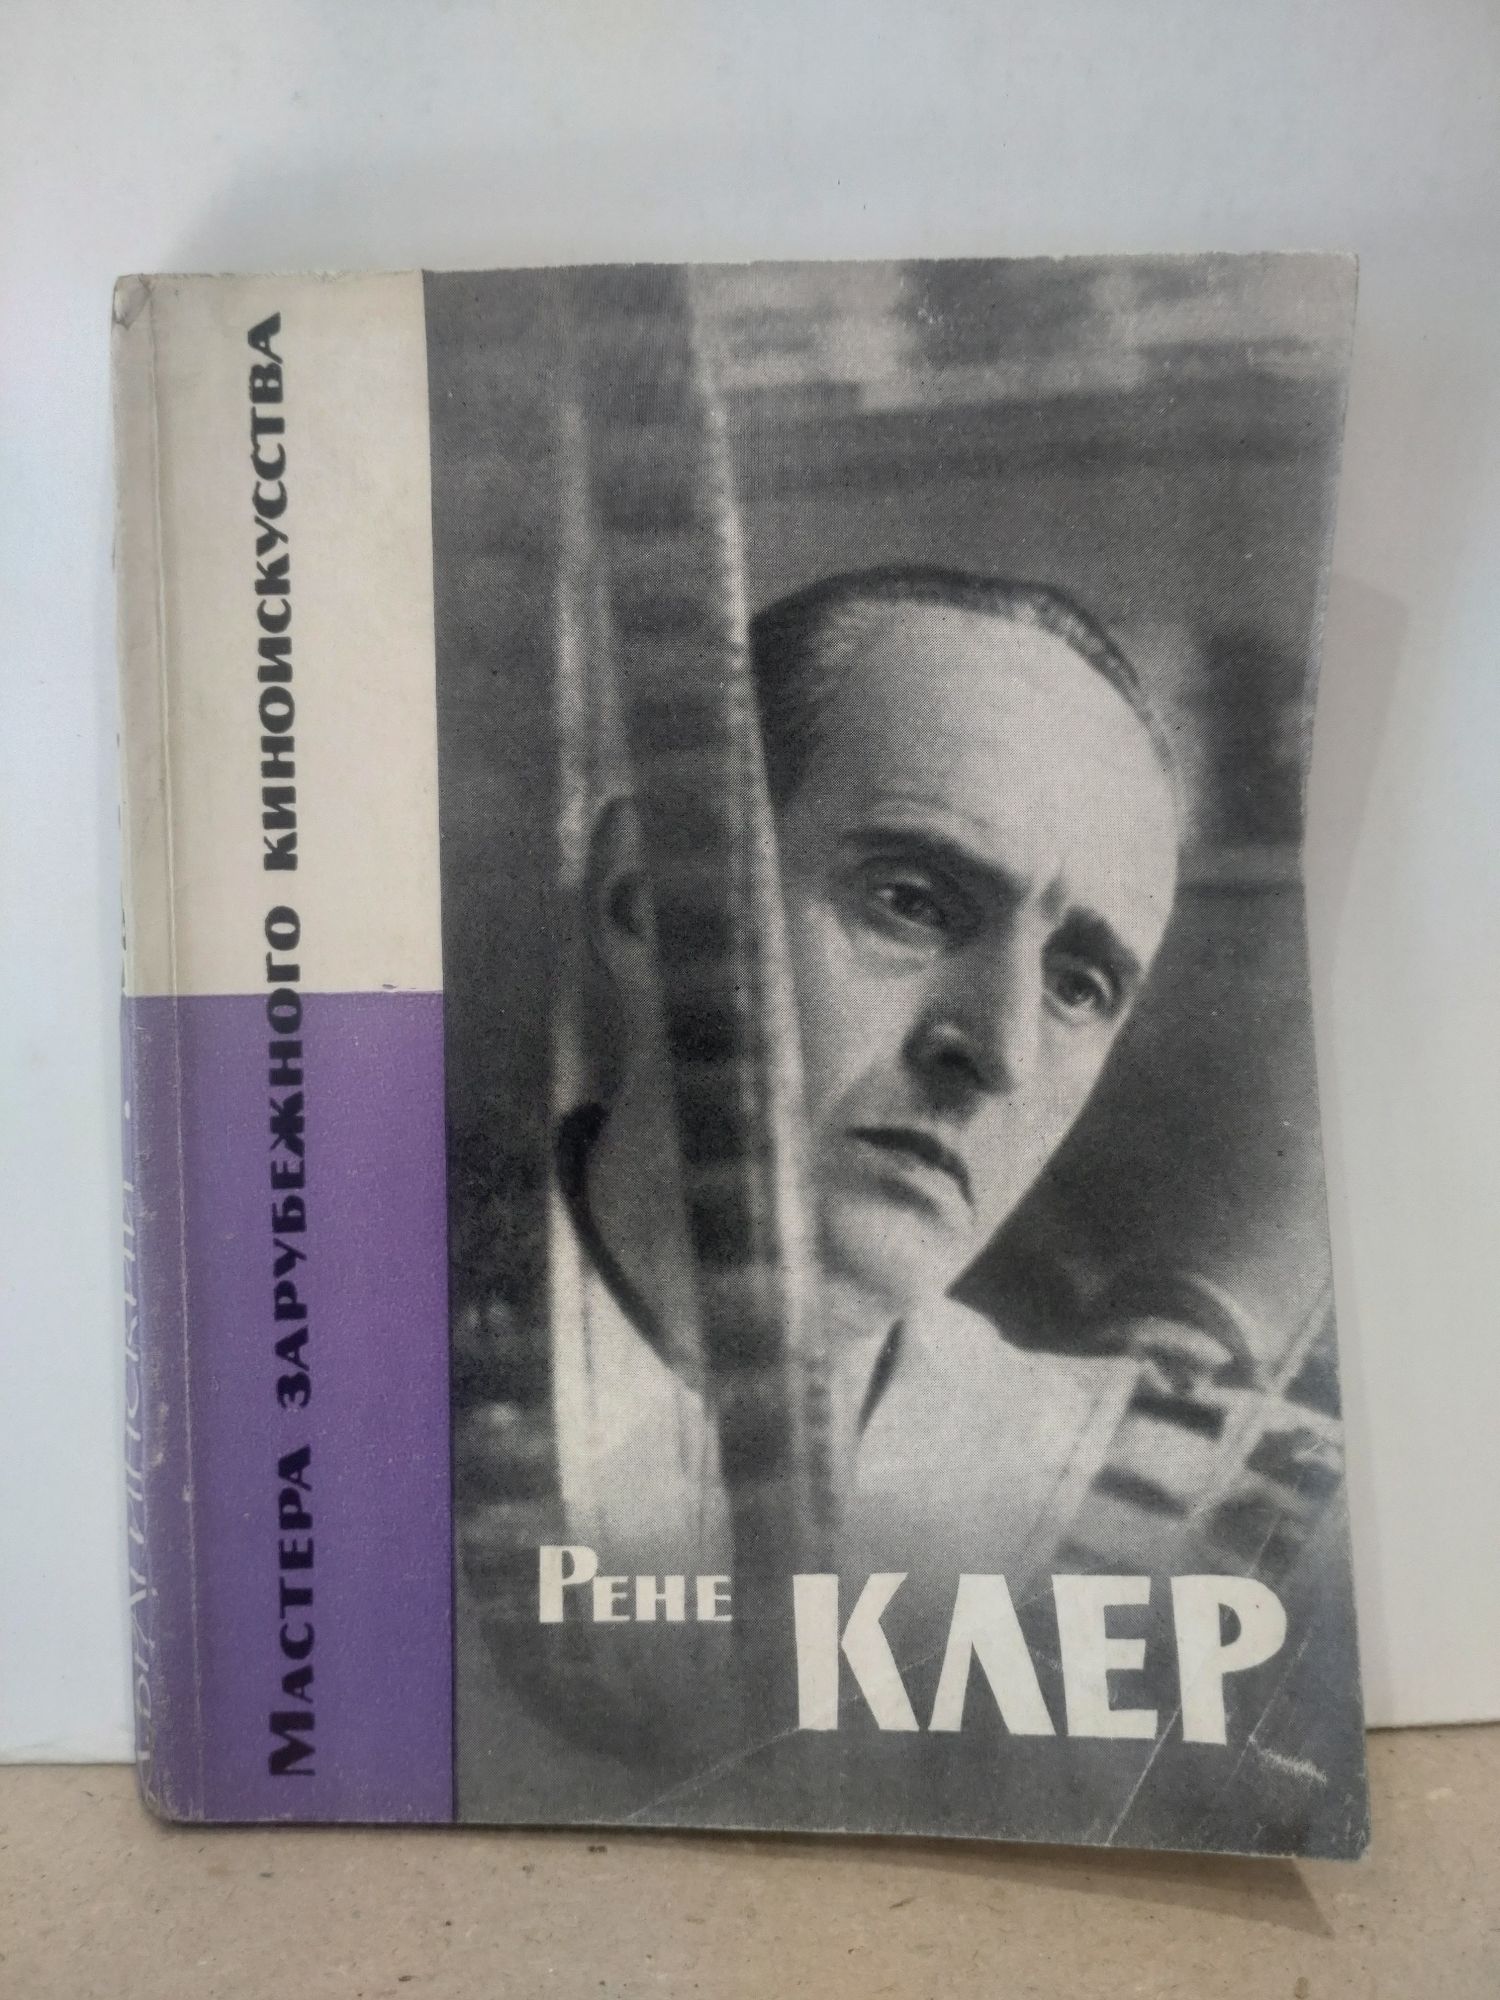 Мастера зарубежного киноискусства
Рене
КЛЕР